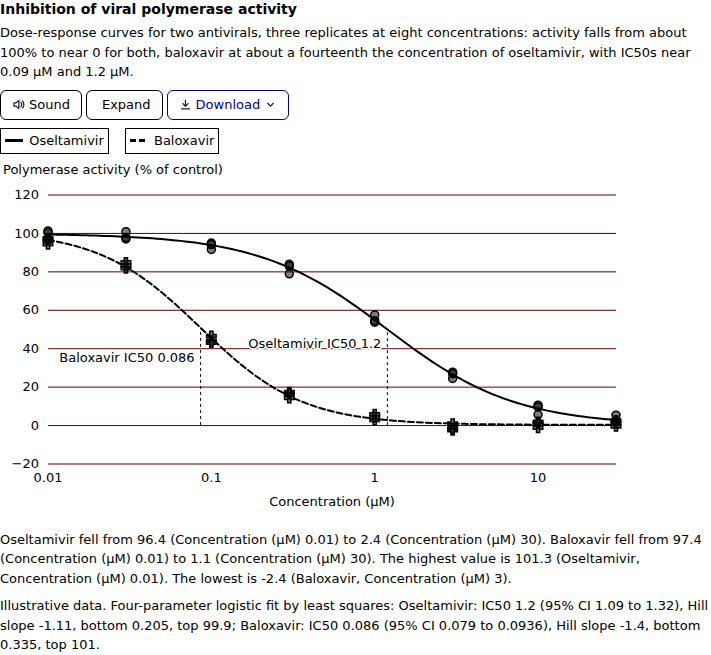 Inhibition of viral polymerase activity
Dose-response curves for two antivirals, three replicates at eight concentrations: activity falls from about
100% to near 0 for both, baloxavir at about a fourteenth the concentration of oseltamivir, with IC50s near
0.09 µM and 1.2 µM.
Sound Expand Download
Oseltamivir Baloxavir
Polymerase activity (% of control)
120
100
80
60
40
20
0
−20
Oseltamivir IC50 1.2
Baloxavir IC50 0.086
0.01 0.1 1 10
Concentration (µM)
Oseltamivir fell from 96.4 (Concentration (µM) 0.01) to 2.4 (Concentration (µM) 30). Baloxavir fell from 97.4
(Concentration (µM) 0.01) to 1.1 (Concentration (µM) 30). The highest value is 101.3 (Oseltamivir,
Concentration (µM) 0.01). The lowest is -2.4 (Baloxavir, Concentration (µM) 3).
Illustrative data. Four-parameter logistic fit by least squares: Oseltamivir: IC50 1.2 (95% CI 1.09 to 1.32), Hill
slope -1.11, bottom 0.205, top 99.9; Baloxavir: IC50 0.086 (95% CI 0.079 to 0.0936), Hill slope -1.4, bottom
0.335, top 101.